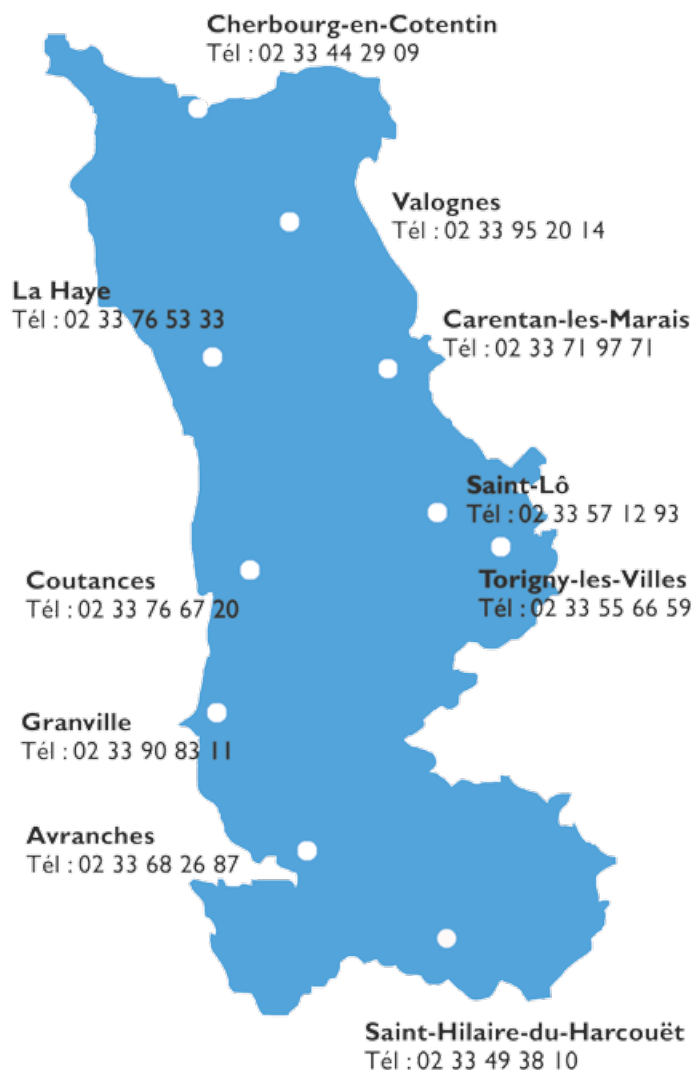 Cherbourg-en-Cotentin
Tél : 02 33 44 29 09
Valognes
Tél : 02 33 95 20 14
La Haye
Tél : 02 33 76 53 33
Carentan-les-Marais
Tél : 02 33 71 97 71
Saint-Lô
Tél : 02 33 57 12 93
Coutances
Tél : 02 33 76 67 20
Torigny-les-Villes
Tél : 02 33 55 66 59
Granville
Tél : 02 33 90 83 11
Avranches
Tél : 02 33 68 26 87
Saint-Hilaire-du-Harcouët
Tél : 02 33 49 38 10